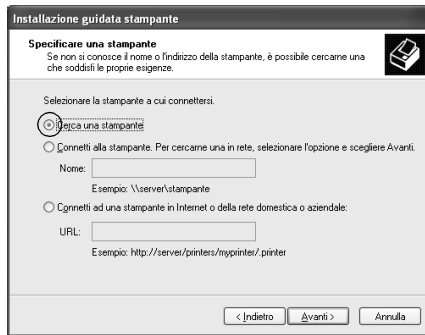 Installazione guidata stampante
Specificare una stampante
Se non si conosce il nome o l'indirizzo della stampante, è possibile cercarne una
che soddisfi le proprie esigenze.
Selezionare la stampante a cui connettersi.
Cerca una stampante
Connetti alla stampante. Per cercarne una in rete, selezionare l'opzione e scegliere Avanti.
Nome:
Esempio: \\server\stampante
Connetti ad una stampante in Internet o della rete domestica o aziendale:
URL:
Esempio: http://server/printers/myprinter/.printer
< Indietro Avanti > Annulla